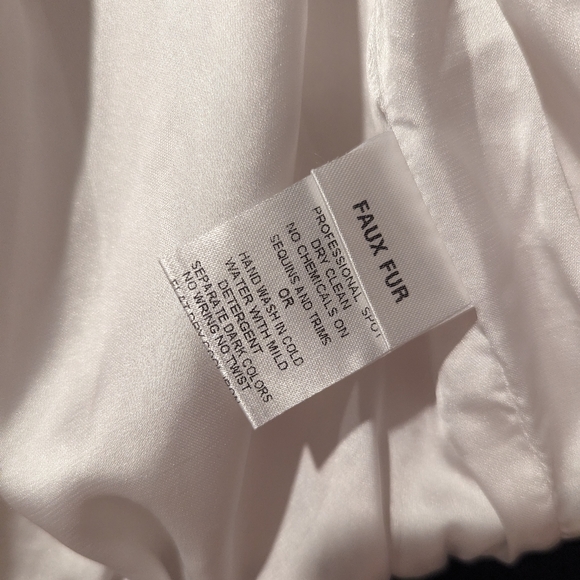 FAUX FUR
PROFESSIONAL SPOT
DRY CLEAN
NO CHEMICALS ON
SEQUINS AND TRIMS
OR
HAND WASH IN COLD
WATER WITH MILD
DETERGENT
SEPARATE DARK COLORS
NO WRING NO TWIST